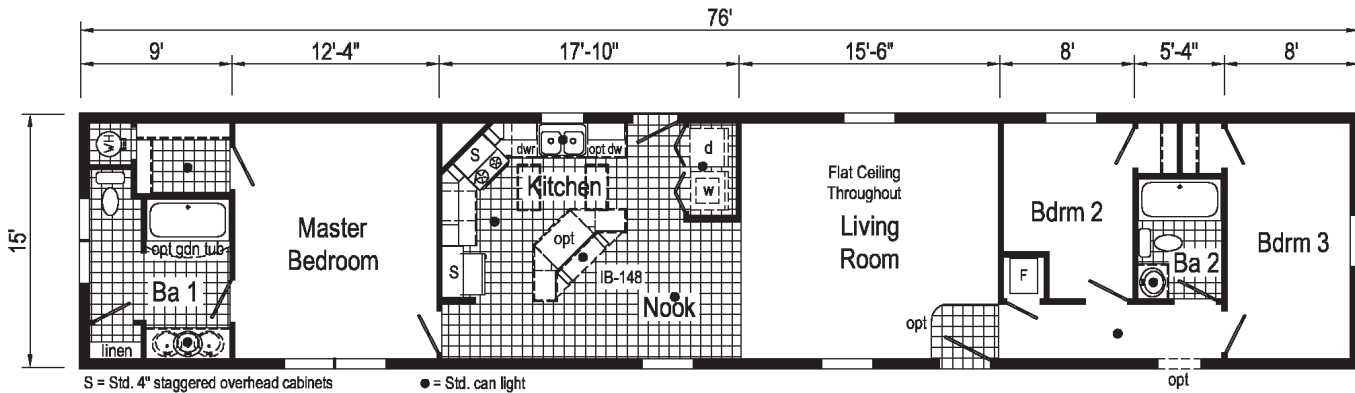 76'
9' 12'-4" 17'-10" 15'-6" 8' 5'-4" 8'
15'
WH
opt gdn tub
Ba 1
linen
Master
Bedroom
S
dwr
opt dw
Kitchen
opt
S
IB-148
Nook
d
w
Flat Ceiling
Throughout
Living
Room
opt
Bdrm 2
F
Ba 2
Bdrm 3
opt
S = Std. 4" staggered overhead cabinets
● = Std. can light